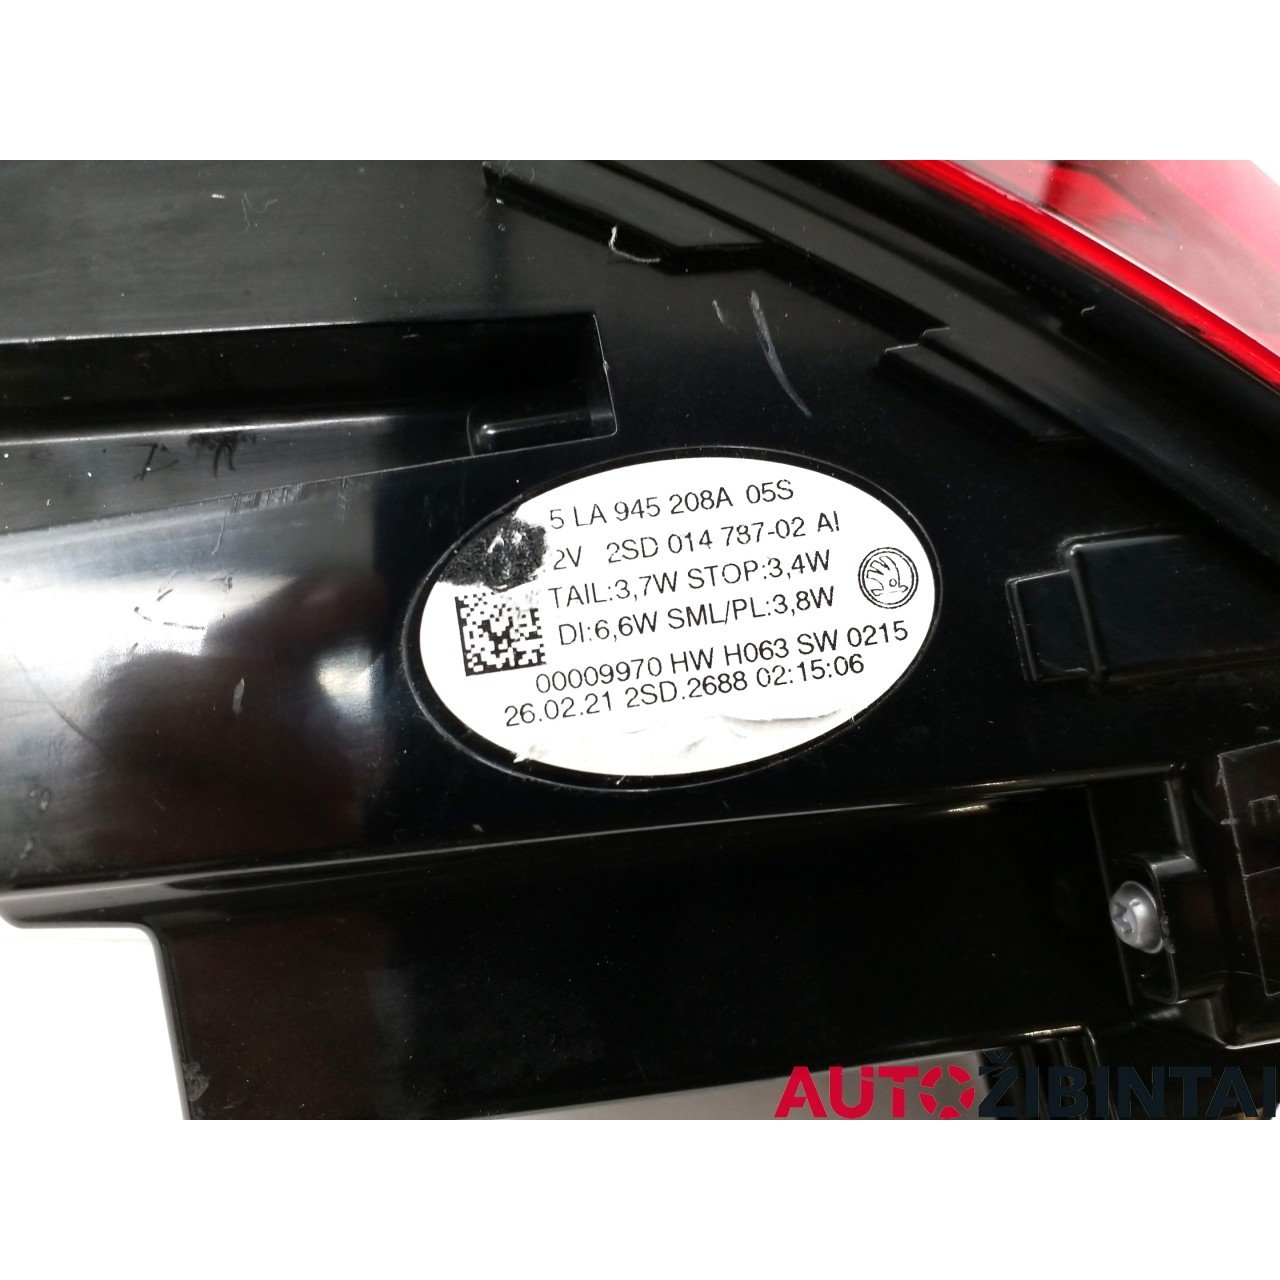 5 LA 945 208A 05S
2V 2SD 014 787-02 AI
TAIL:3,7W STOP:3,4W
DI:6,6W SML/PL:3,8W
00009970 HW H063 SW 0215
26.02.21 2SD.2688 02:15:06
AUTOŽIBINTAI